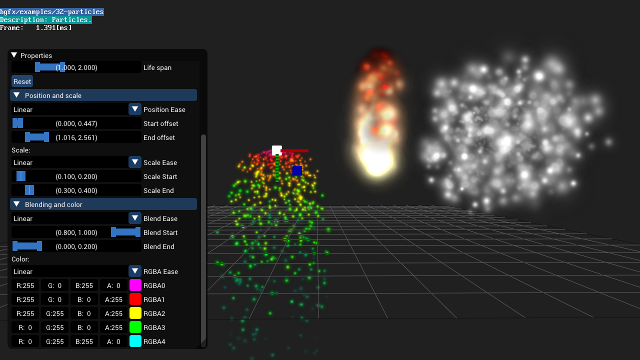 bgfx/examples/32-particles
Description: Particles.
Frame: 1.391[ms]
Properties
(1.000, 2.000) Life span
Reset
Position and scale
Linear Position Ease
(0.000, 0.447) Start offset
(1.016, 2.561) End offset
Scale:
Linear Scale Ease
(0.100, 0.200) Scale Start
(0.300, 0.400) Scale End
Blending and color
Linear Blend Ease
(0.800, 1.000) Blend Start
(0.000, 0.200) Blend End
Color:
Linear RGBA Ease
R:255 G: 0 B:255 A: 0 RGBA0
R:255 G: 0 B: 0 A:255 RGBA1
R:255 G:255 B: 0 A:255 RGBA2
R: 0 G:255 B: 0 A:255 RGBA3
R: 0 G:255 B:255 A: 0 RGBA4